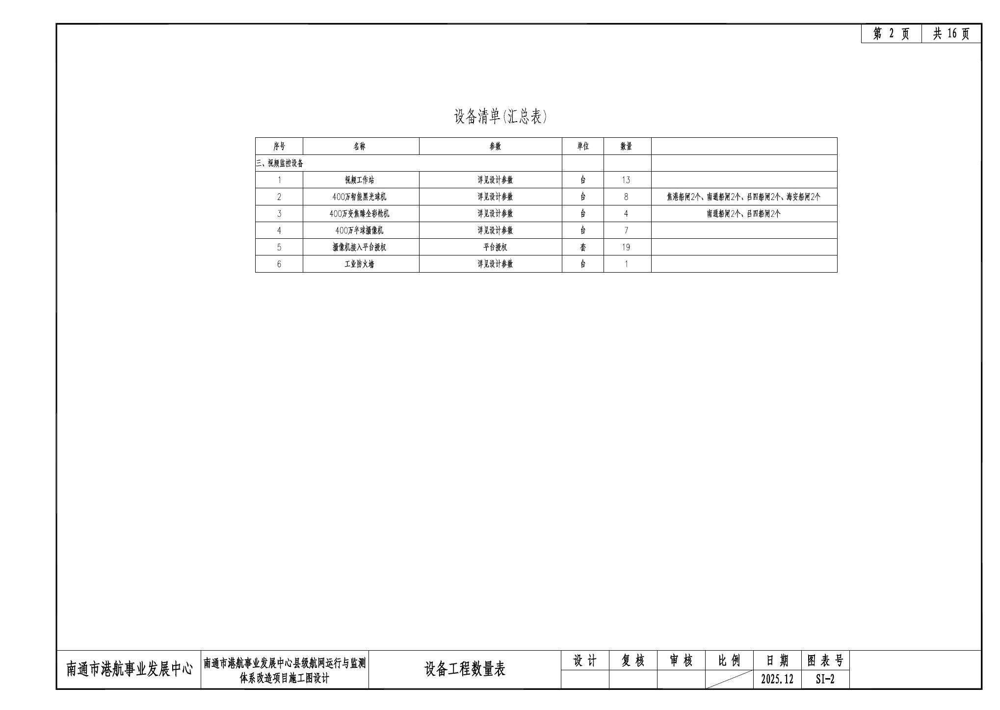 第 2 页 共 16 页
设备清单(汇总表)
序号 名称 参数 单位 数量
三、视频监控设备
1 视频工作站 详见设计参数 台 13
2 400万智能黑光球机 详见设计参数 台 8 焦港船闸2个、南通船闸2个、吕四船闸2个、海安船闸2个
3 400万变焦臻全彩枪机 详见设计参数 台 4 南通船闸2个、吕四船闸2个
4 400万半球摄像机 详见设计参数 台 7
5 摄像机接入平台授权 平台授权 套 19
6 工业防火墙 详见设计参数 台 1
南通市港航事业发展中心
南通市港航事业发展中心县级航网运行与监测
体系改造项目施工图设计
设备工程数量表
设 计 复 核 审 核 比 例 日 期 图 表 号
2025.12 SI-2